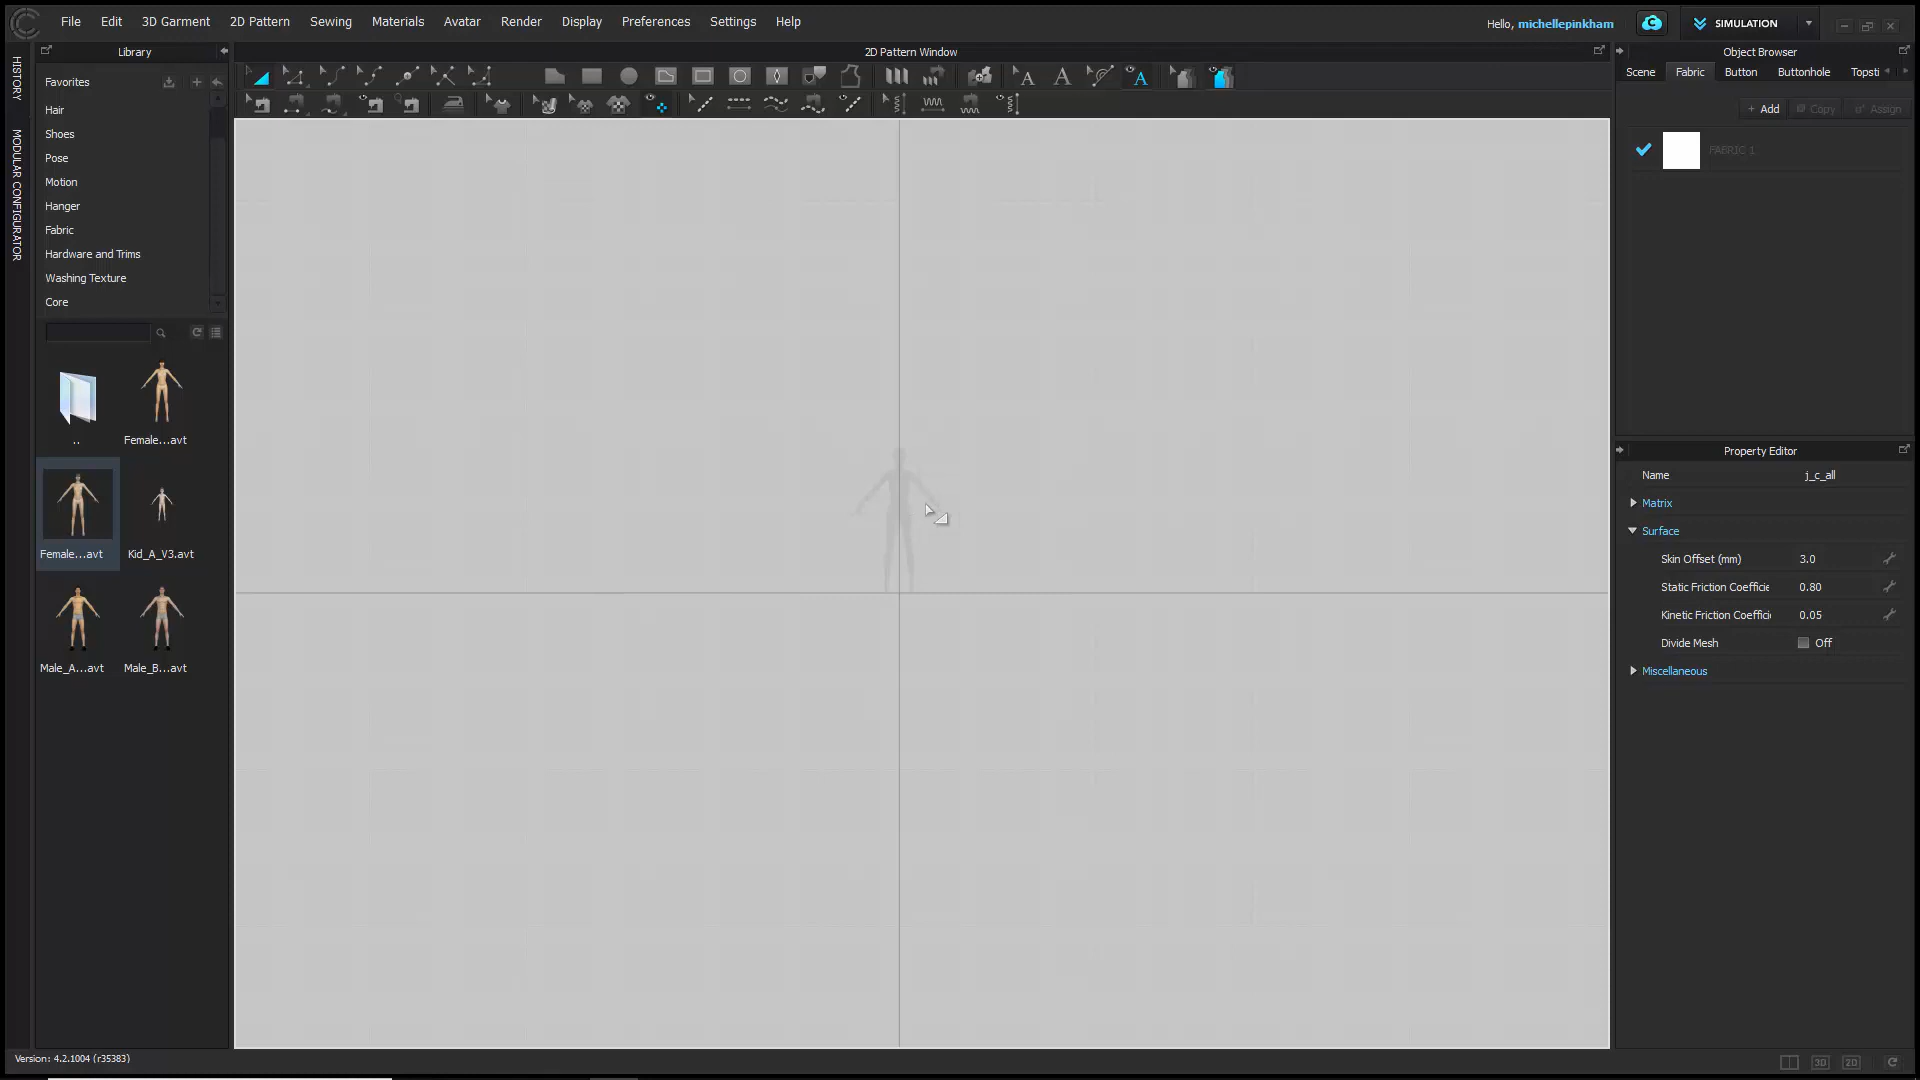 File Edit 3D Garment 2D Pattern Sewing Materials Avatar Render Display Preferences Settings Help
Hello, michellepinkham
SIMULATION
HISTORY
MODULAR CONFIGURATOR
Library
Favorites
Hair
Shoes
Pose
Motion
Hanger
Fabric
Hardware and Trims
Washing Texture
Core
..
Female...avt
Female...avt
Kid_A_V3.avt
Male_A...avt
Male_B...avt
2D Pattern Window
Object Browser
Scene Fabric Button Buttonhole Topsti
+ Add Copy Assign
FABRIC 1
Property Editor
Name j_c_all
Matrix
Surface
Skin Offset (mm) 3.0
Static Friction Coefficie 0.80
Kinetic Friction Coeffici 0.05
Divide Mesh Off
Miscellaneous
Version: 4.2.1004 (r35383)
3D 2D